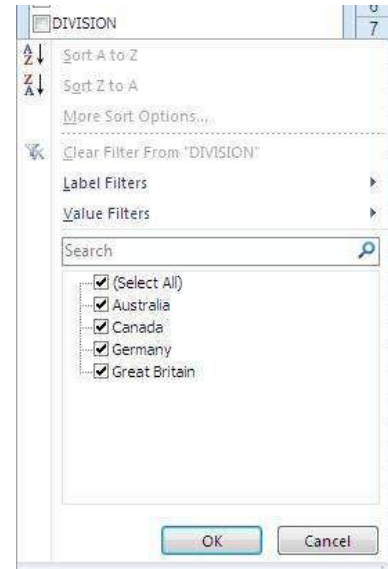 DIVISION
6
7
Sort A to Z
Sort Z to A
More Sort Options...
Clear Filter From "DIVISION"
Label Filters
Value Filters
Search
(Select All)
Australia
Canada
Germany
Great Britain
OK
Cancel